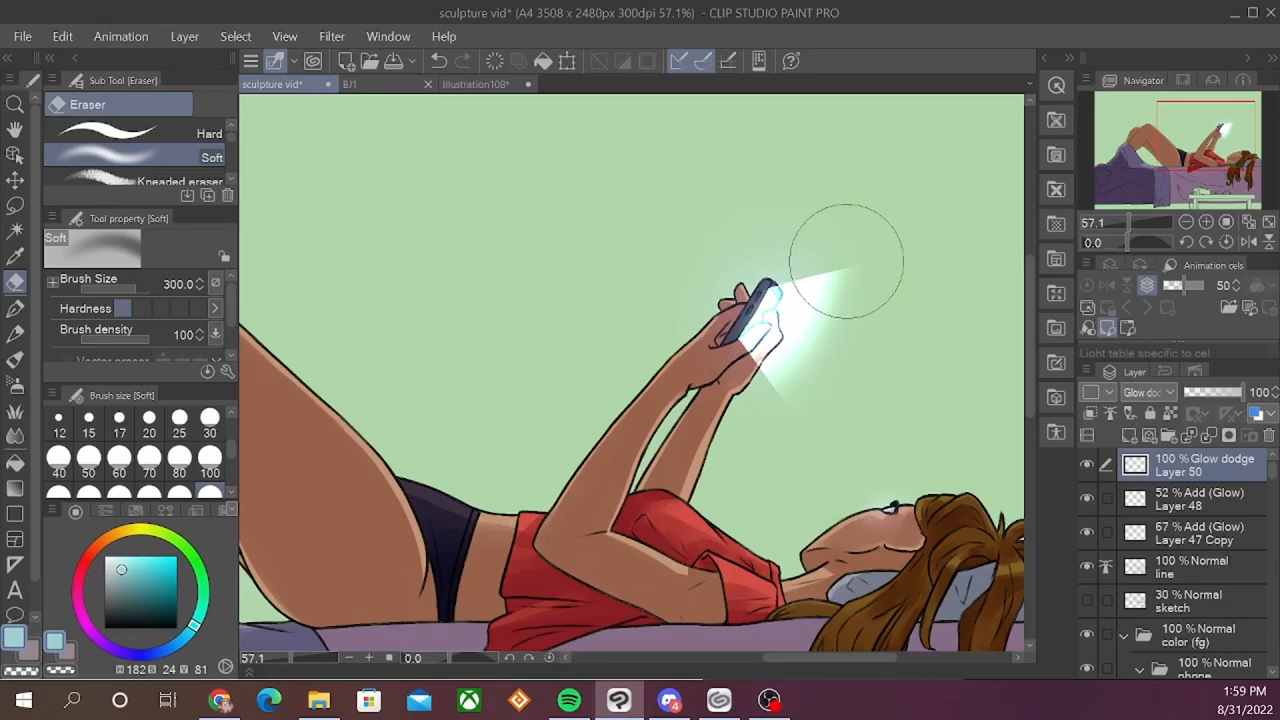 sculpture vid* (A4 3508 x 2480px 300dpi 57.1%) - CLIP STUDIO PAINT PRO
File Edit Animation Layer Select View Filter Window Help
Sub Tool [Eraser]
sculpture vid*
BJ1
Illustration108*
Navigator
Eraser
Hard
Soft
Kneaded eraser
Tool property [Soft]
Soft
Brush Size 300.0
Hardness
Brush density 100
Vector eraser
Brush size [Soft]
12 15 17 20 25 30
40 50 60 70 80 100
H 182 S 24 V 81
57.1
0.0
57.1
0.0
Animation cels
50
Light table specific to cel
Layer
Glow dod
100
100 % Glow dodge
Layer 50
52 % Add (Glow)
Layer 48
67 % Add (Glow)
Layer 47 Copy
100 % Normal
line
30 % Normal
sketch
100 % Normal
color (fg)
100 % Normal
phone
A
4
1:59 PM
8/31/2022